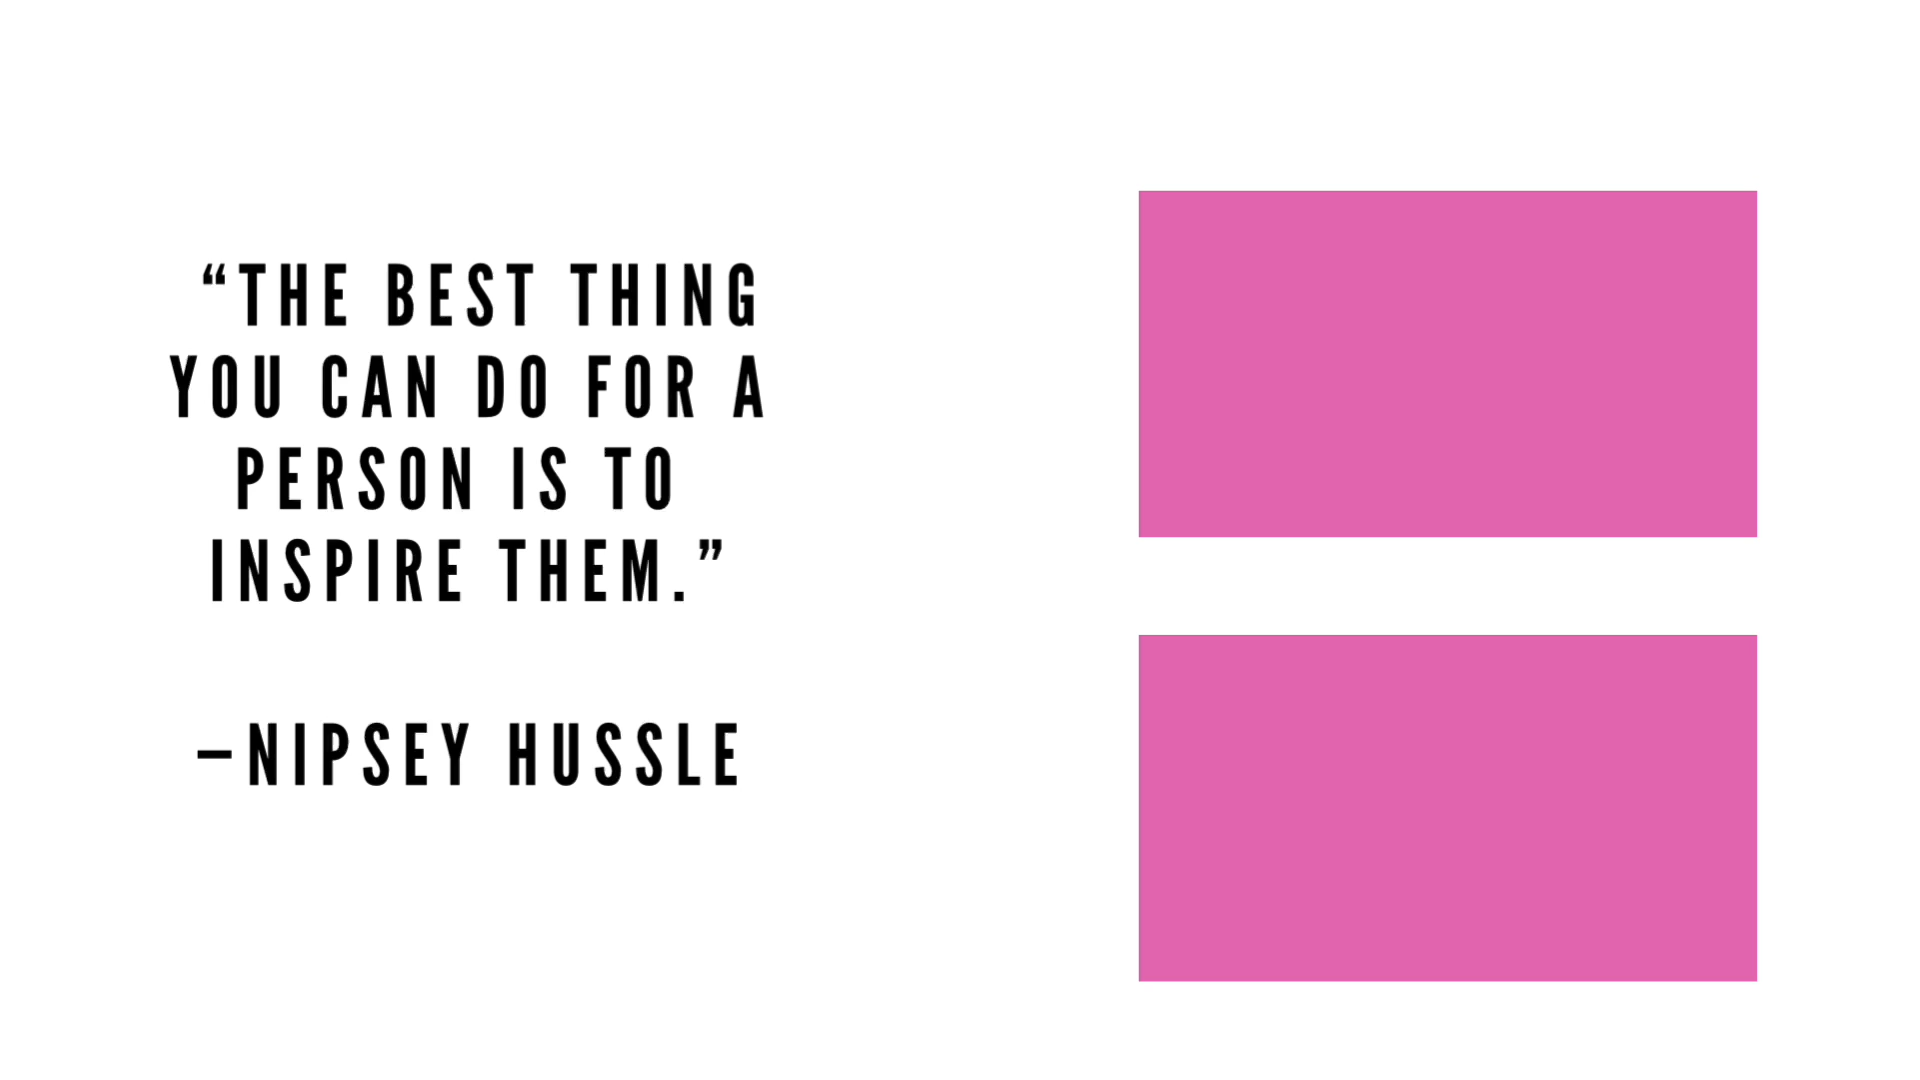 “THE BEST THING
YOU CAN DO FOR A
PERSON IS TO
INSPIRE THEM.”
–NIPSEY HUSSLE